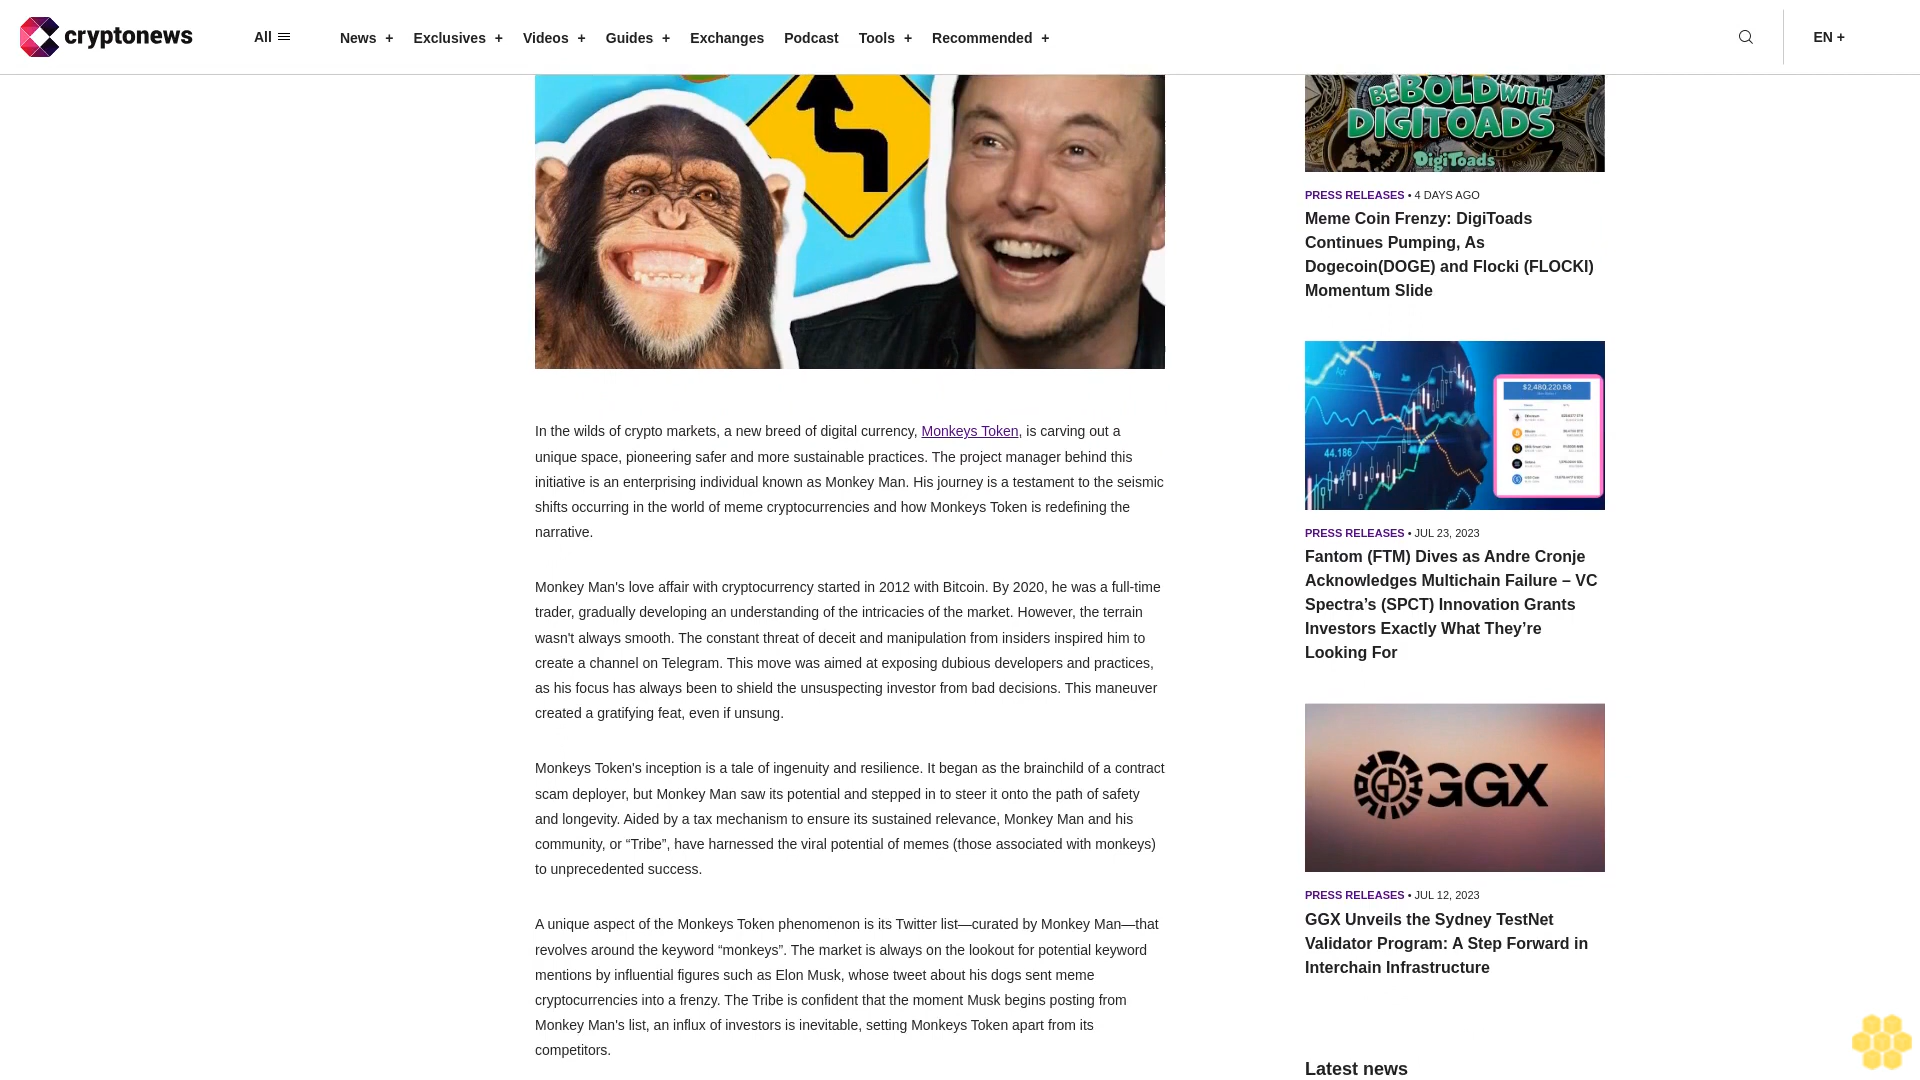 cryptonews
All
News +
Exclusives +
Videos +
Guides +
Exchanges
Podcast
Tools +
Recommended +
EN +
In the wilds of crypto markets, a new breed of digital currency, Monkeys Token, is carving out a
unique space, pioneering safer and more sustainable practices. The project manager behind this
initiative is an enterprising individual known as Monkey Man. His journey is a testament to the seismic
shifts occurring in the world of meme cryptocurrencies and how Monkeys Token is redefining the
narrative.
Monkey Man's love affair with cryptocurrency started in 2012 with Bitcoin. By 2020, he was a full-time
trader, gradually developing an understanding of the intricacies of the market. However, the terrain
wasn't always smooth. The constant threat of deceit and manipulation from insiders inspired him to
create a channel on Telegram. This move was aimed at exposing dubious developers and practices,
as his focus has always been to shield the unsuspecting investor from bad decisions. This maneuver
created a gratifying feat, even if unsung.
Monkeys Token's inception is a tale of ingenuity and resilience. It began as the brainchild of a contract
scam deployer, but Monkey Man saw its potential and stepped in to steer it onto the path of safety
and longevity. Aided by a tax mechanism to ensure its sustained relevance, Monkey Man and his
community, or “Tribe”, have harnessed the viral potential of memes (those associated with monkeys)
to unprecedented success.
A unique aspect of the Monkeys Token phenomenon is its Twitter list—curated by Monkey Man—that
revolves around the keyword “monkeys”. The market is always on the lookout for potential keyword
mentions by influential figures such as Elon Musk, whose tweet about his dogs sent meme
cryptocurrencies into a frenzy. The Tribe is confident that the moment Musk begins posting from
Monkey Man's list, an influx of investors is inevitable, setting Monkeys Token apart from its
competitors.
BE BOLD WITH
DIGITOADS
DigiToads
PRESS RELEASES • 4 DAYS AGO
Meme Coin Frenzy: DigiToads
Continues Pumping, As
Dogecoin(DOGE) and Flocki (FLOCKI)
Momentum Slide
$2,480,220.58
44.186
PRESS RELEASES • JUL 23, 2023
Fantom (FTM) Dives as Andre Cronje
Acknowledges Multichain Failure – VC
Spectra’s (SPCT) Innovation Grants
Investors Exactly What They’re
Looking For
GGX
PRESS RELEASES • JUL 12, 2023
GGX Unveils the Sydney TestNet
Validator Program: A Step Forward in
Interchain Infrastructure
Latest news